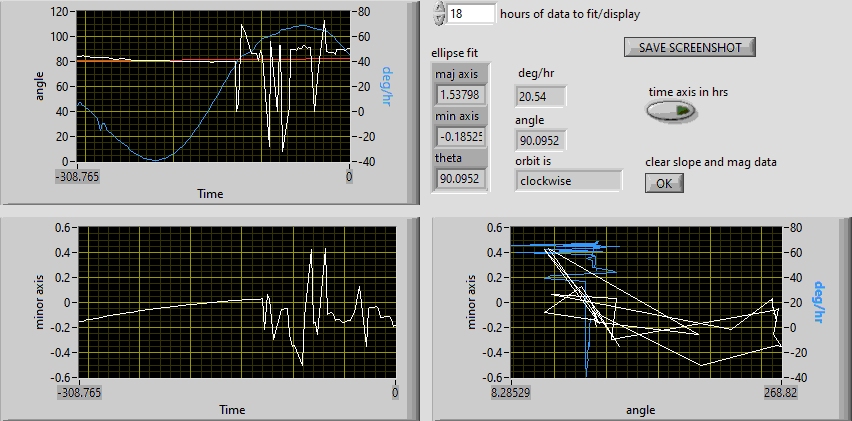 120
100
80
60
40
20
0
angle
80
60
40
20
0
-20
-40
deg/hr
-308.765
0
Time
18 hours of data to fit/display
SAVE SCREENSHOT
ellipse fit
maj axis
1.53798
min axis
-0.1852
theta
90.0952
deg/hr
20.54
angle
90.0952
orbit is
clockwise
time axis in hrs
clear slope and mag data
OK
0.6
0.4
0.2
0
-0.2
-0.4
-0.6
minor axis
-308.765
0
Time
0.6
0.4
0.2
0
-0.2
-0.4
-0.6
minor axis
80
60
40
20
0
-20
-40
deg/hr
8.28529
268.82
angle